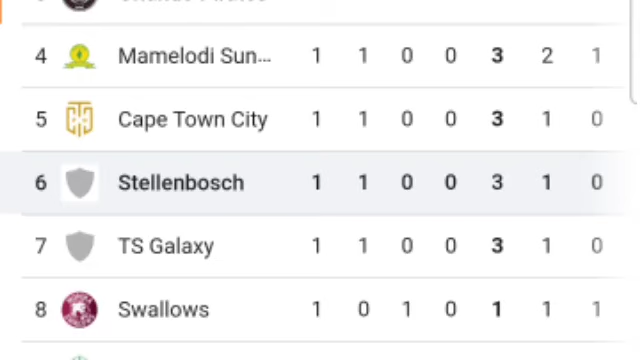 4 Mamelodi Sun... 1 1 0 0 3 2 1
5 Cape Town City 1 1 0 0 3 1 0
6 Stellenbosch 1 1 0 0 3 1 0
7 TS Galaxy 1 1 0 0 3 1 0
8 Swallows 1 0 1 0 1 1 1